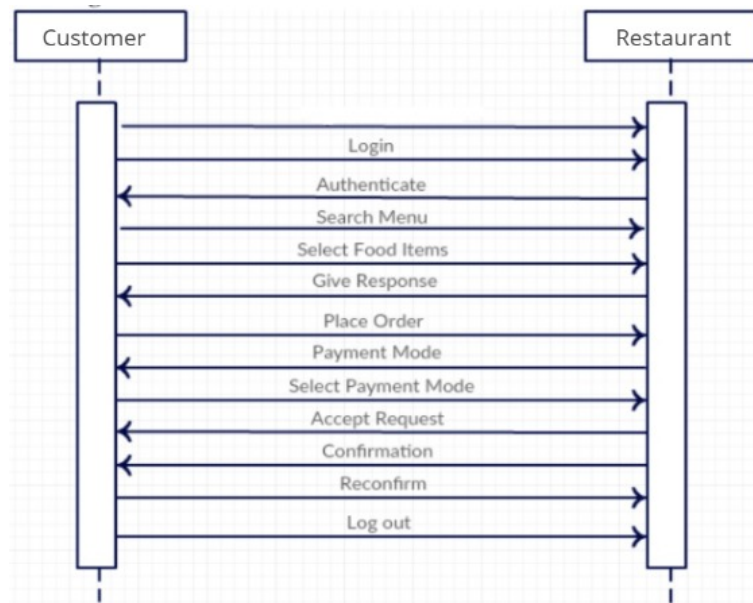 Customer
Restaurant
Login
Authenticate
Search Menu
Select Food Items
Give Response
Place Order
Payment Mode
Select Payment Mode
Accept Request
Confirmation
Reconfirm
Log out